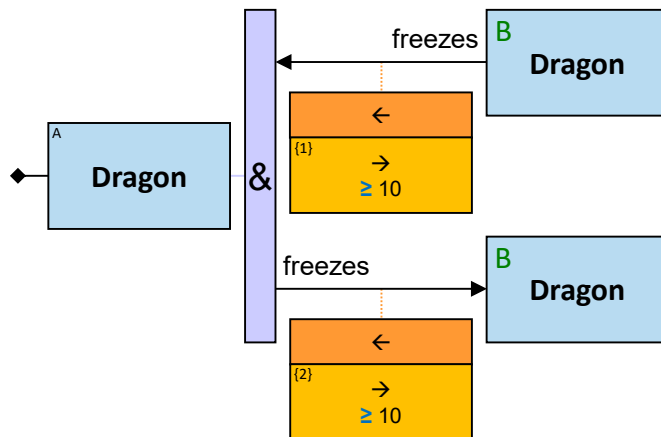 B
Dragon
freezes
←
{1}
→
≥ 10
A
Dragon
&
B
Dragon
freezes
←
{2}
→
≥ 10